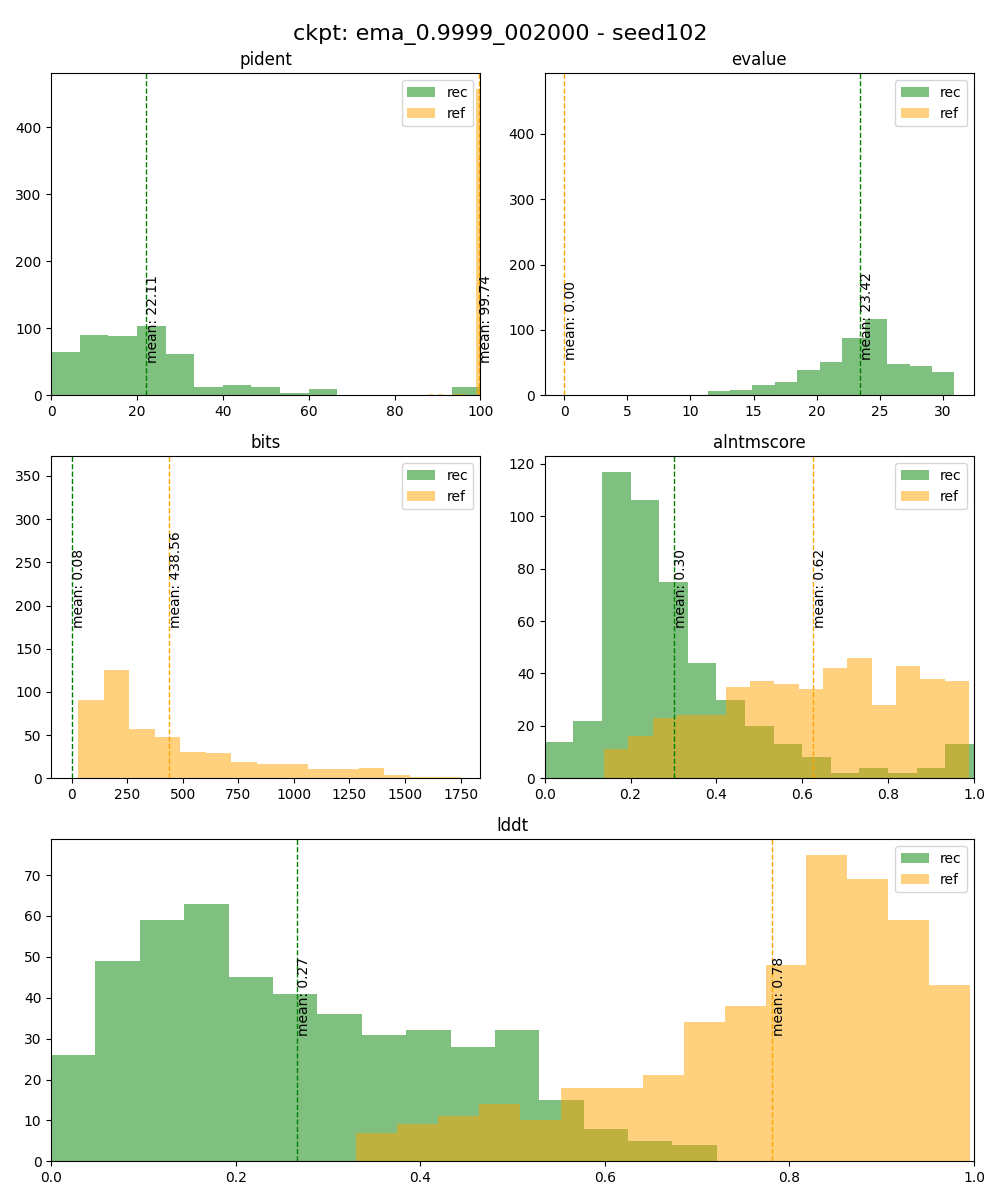 ckpt: ema_0.9999_002000 - seed102
pident
evalue
rec
ref
rec
ref
mean: 22.11
mean: 99.74
mean: 0.00
mean: 23.42
400
300
200
100
0
400
300
200
100
0
0 20 40 60 80 100
0 5 10 15 20 25 30
bits
alntmscore
rec
ref
rec
ref
mean: 0.08
mean: 438.56
mean: 0.30
mean: 0.62
350
300
250
200
150
100
50
0
120
100
80
60
40
20
0
0 250 500 750 1000 1250 1500 1750
0.0 0.2 0.4 0.6 0.8 1.0
lddt
rec
ref
mean: 0.27
mean: 0.78
70
60
50
40
30
20
10
0
0.0 0.2 0.4 0.6 0.8 1.0